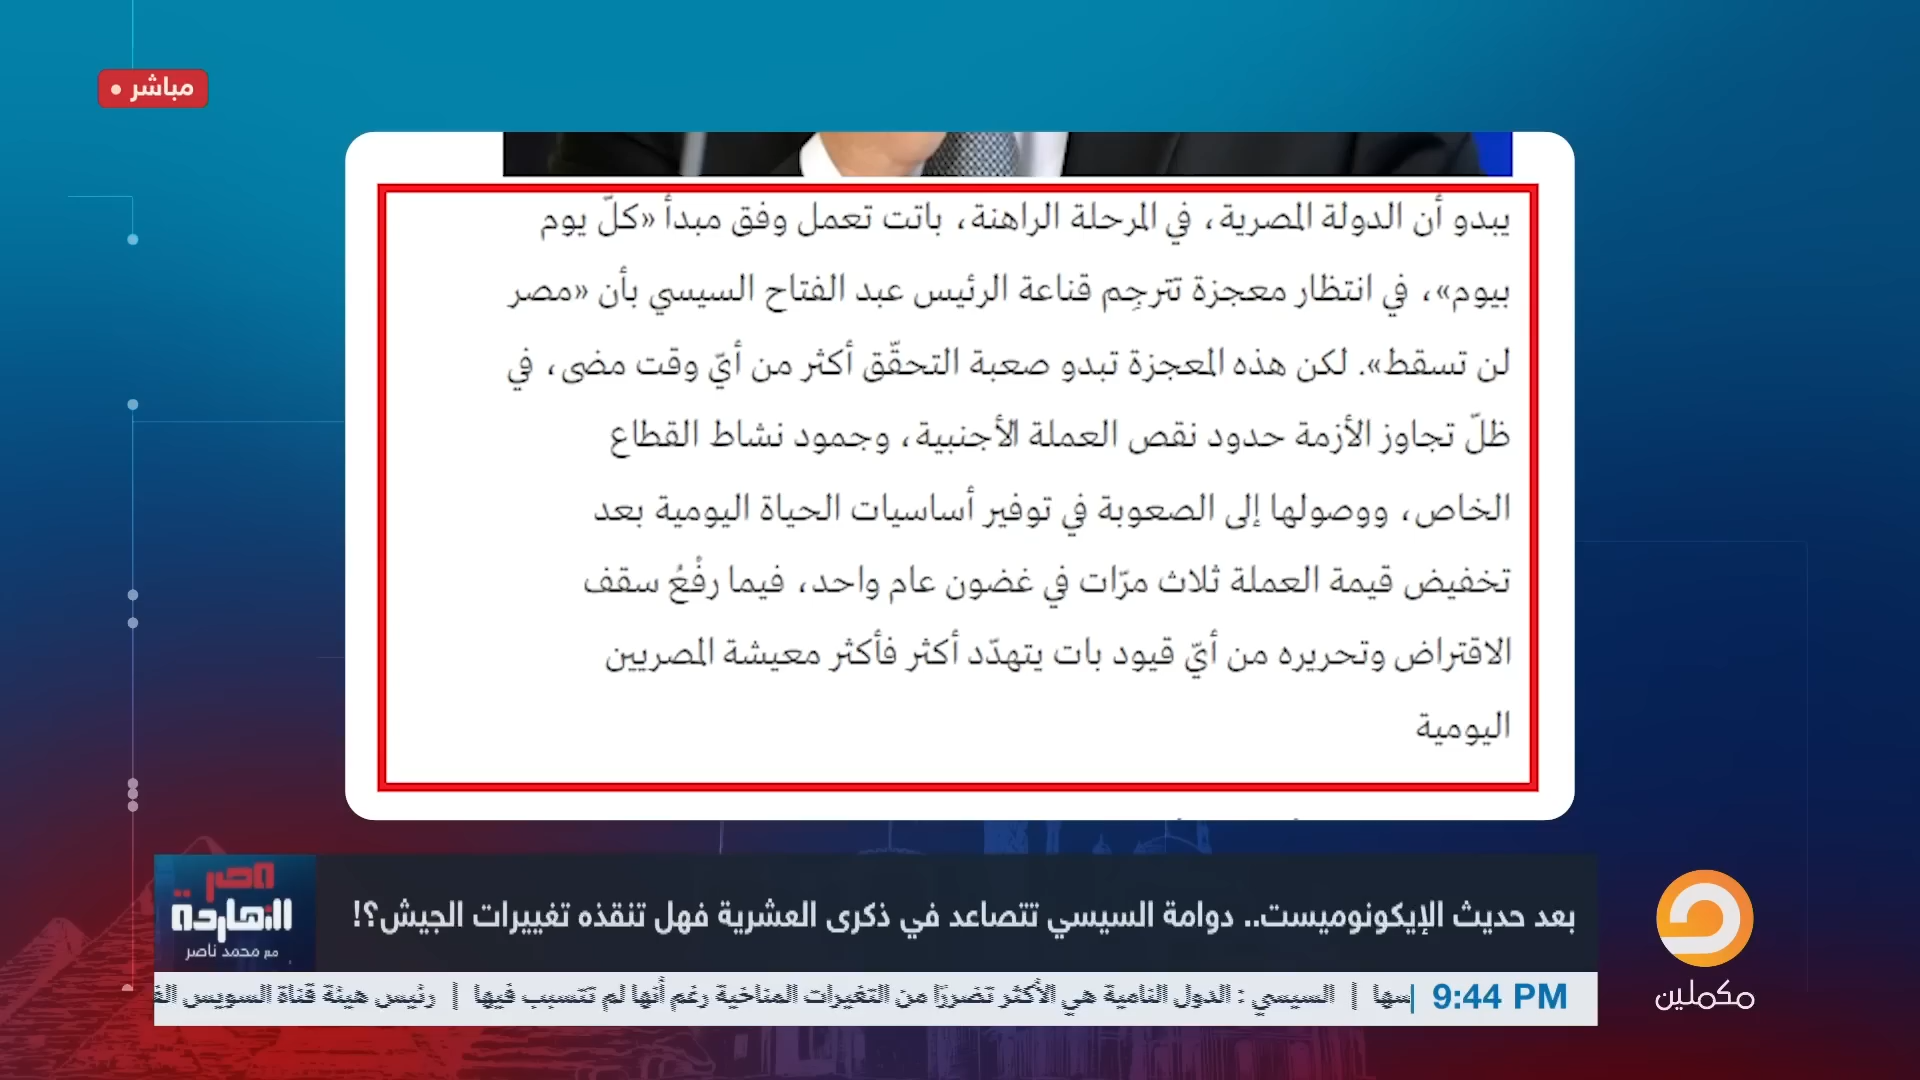 مباشر
يبدو أن الدولة المصرية، في المرحلة الراهنة، باتت تعمل وفق مبدأ «كلّ يوم
بيوم»، في انتظار معجزة تترجِم قناعة الرئيس عبد الفتاح السيسي بأن «مصر
لن تسقط». لكن هذه المعجزة تبدو صعبة التحقّق أكثر من أيّ وقت مضى، في
ظلّ تجاوز الأزمة حدود نقص العملة الأجنبية، وجمود نشاط القطاع
الخاص، ووصولها إلى الصعوبة في توفير أساسيات الحياة اليومية بعد
تخفيض قيمة العملة ثلاث مرّات في غضون عام واحد، فيما رفْعُ سقف
الاقتراض وتحريره من أيّ قيود بات يتهدّد أكثر فأكثر معيشة المصريين
اليومية
بعد حديث الإيكونوميست.. دوامة السيسي تتصاعد في ذكرى العشرية فهل تنقذه تغييرات الجيش؟!
مصر
النهاردة
مع محمد ناصر
9:44 PM
السيسي : الدول النامية هي الأكثر تضررًا من التغيرات المناخية رغم أنها لم تتسبب فيها | رئيس هيئة قناة السويس
مكملين